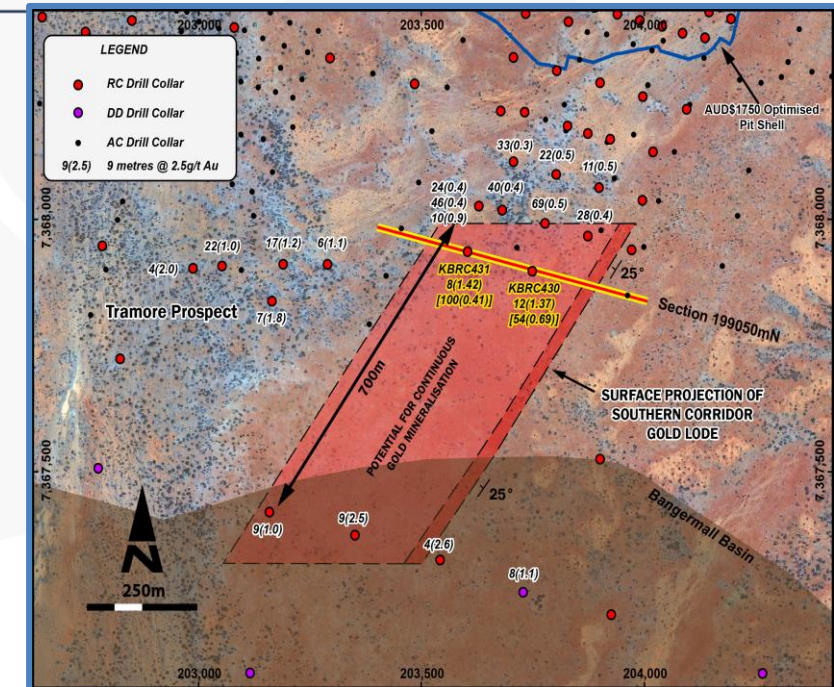 203,000
203,500
204,000
LEGEND
RC Drill Collar
DD Drill Collar
AC Drill Collar
9(2.5) 9 metres @ 2.5g/t Au
AUD$1750 Optimised
Pit Shell
33(0.3)
22(0.5)
11(0.5)
24(0.4)
46(0.4)
10(0.9)
40(0.4)
69(0.5)
28(0.4)
7,368,000
7,368,000
22(1.0)
17(1.2)
6(1.1)
4(2.0)
7(1.8)
Tramore Prospect
KBRC431
8(1.42)
[100(0.41)]
KBRC430
12(1.37)
[54(0.69)]
25°
Section 199050mN
700m
POTENTIAL FOR CONTINUOUS
GOLD MINERALISATION
SURFACE PROJECTION OF
SOUTHERN CORRIDOR
GOLD LODE
7,367,500
7,367,500
25°
Bangermall Basin
9(1.0)
9(2.5)
4(2.6)
8(1.1)
N
250m
203,000
203,500
204,000